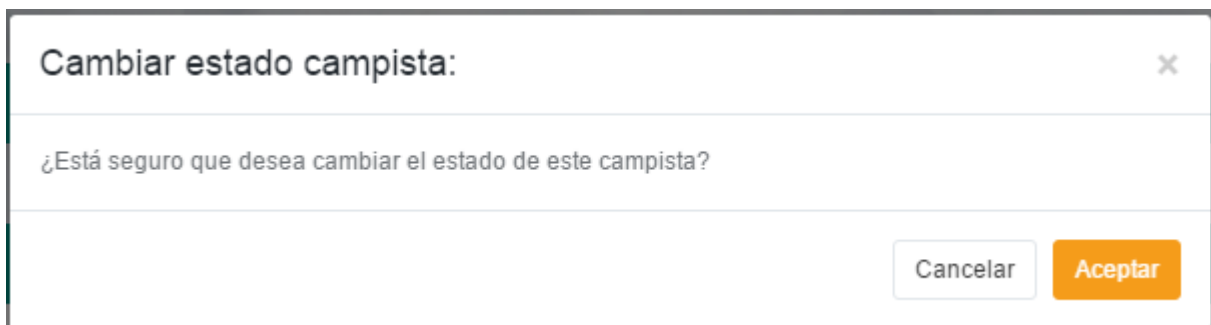 Cambiar estado campista:
×
¿Está seguro que desea cambiar el estado de este campista?
Cancelar
Aceptar